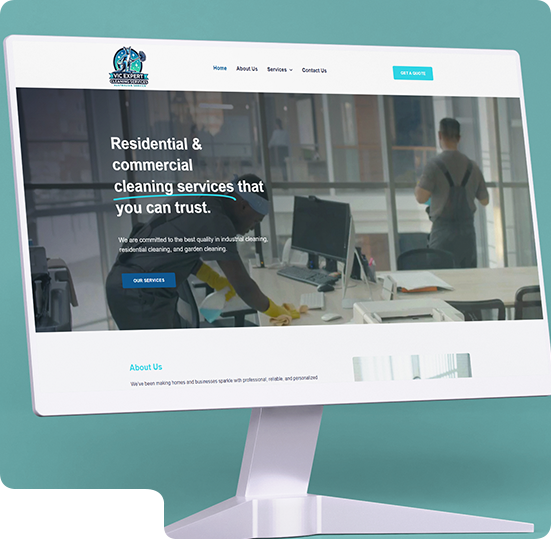 VIC EXPERT
CLEANING SERVICES
Home About Us Services Contact Us
GET A QUOTE
Residential &
commercial
cleaning services that
you can trust.
We are committed to the best quality in industrial cleaning,
residential cleaning, and garden cleaning.
OUR SERVICES
About Us
We've been making homes and businesses sparkle with professional, reliable, and personalized